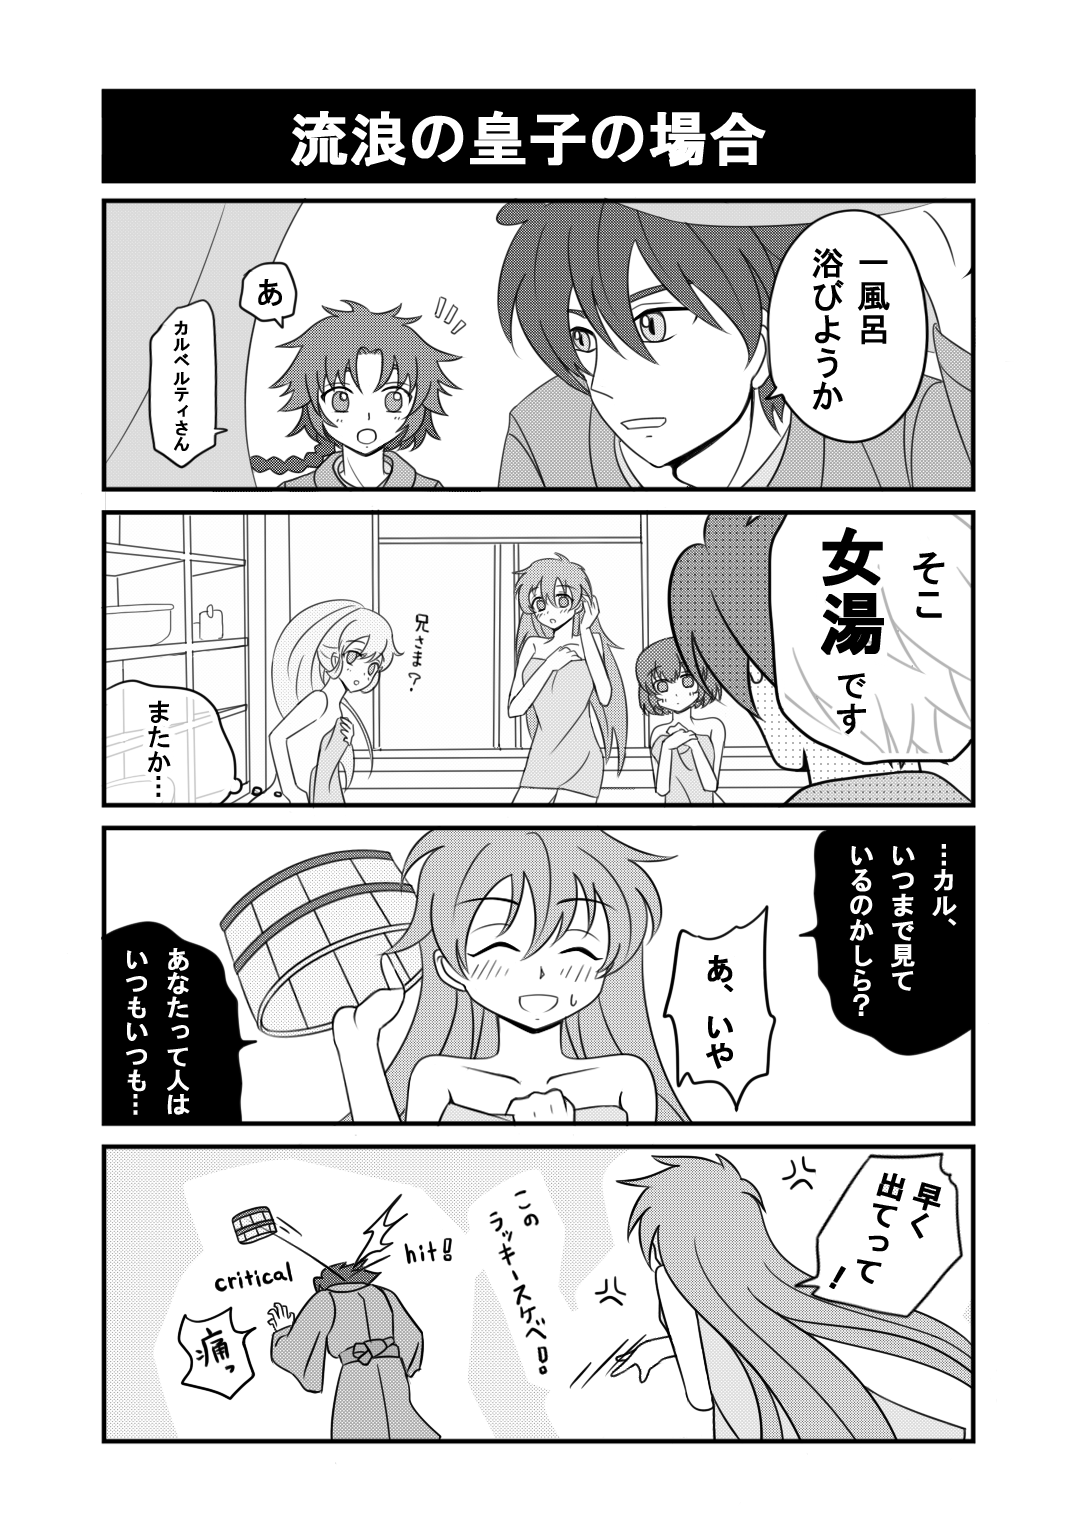 流浪の皇子の場合
一風呂
浴びようか
あ
カルベルティさん
そこ
女湯です
兄さま?
またか…
…カル、
いつまで見て
いるのかしら?
あ、いや
あなたって人は
いつもいつも…
早く
出てって!
この
ラッキースケベ!!
hit!
critical
痛っ